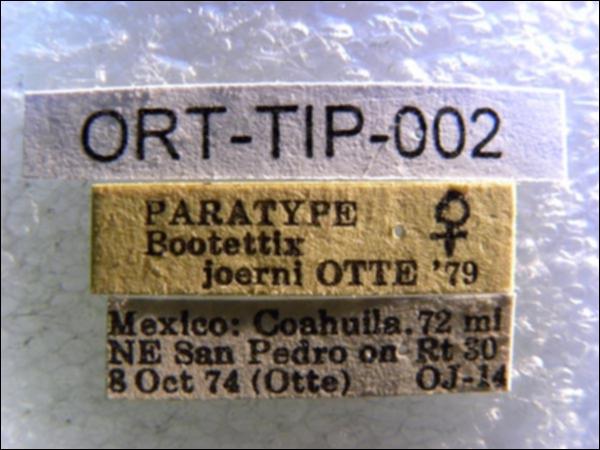 ORT-TIP-002
PARATYPE ♀
Bootettix
joerni OTTE '79
Mexico: Coahuila. 72 mi
NE San Pedro on Rt 30
8 Oct 74 (Otte) OJ-14